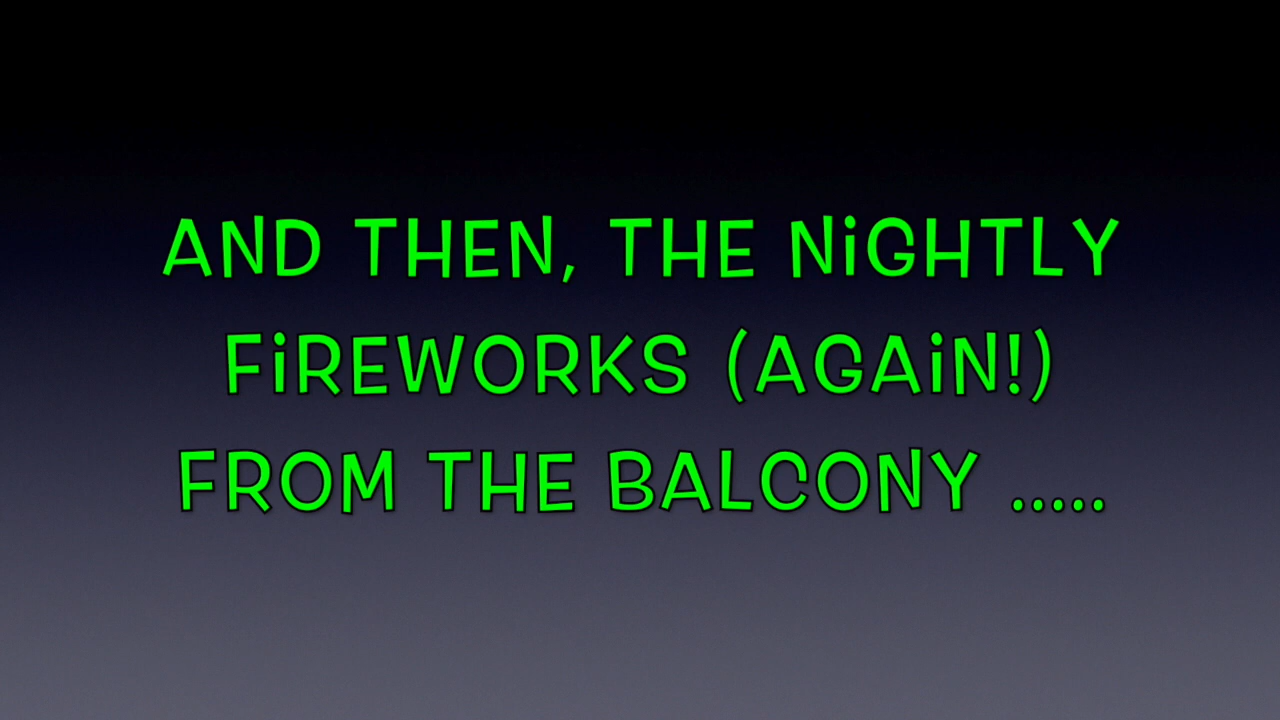 AND THEN, THE NiGHTLY
FiREWORKS (AGAiN!)
FROM THE BALCONY .....